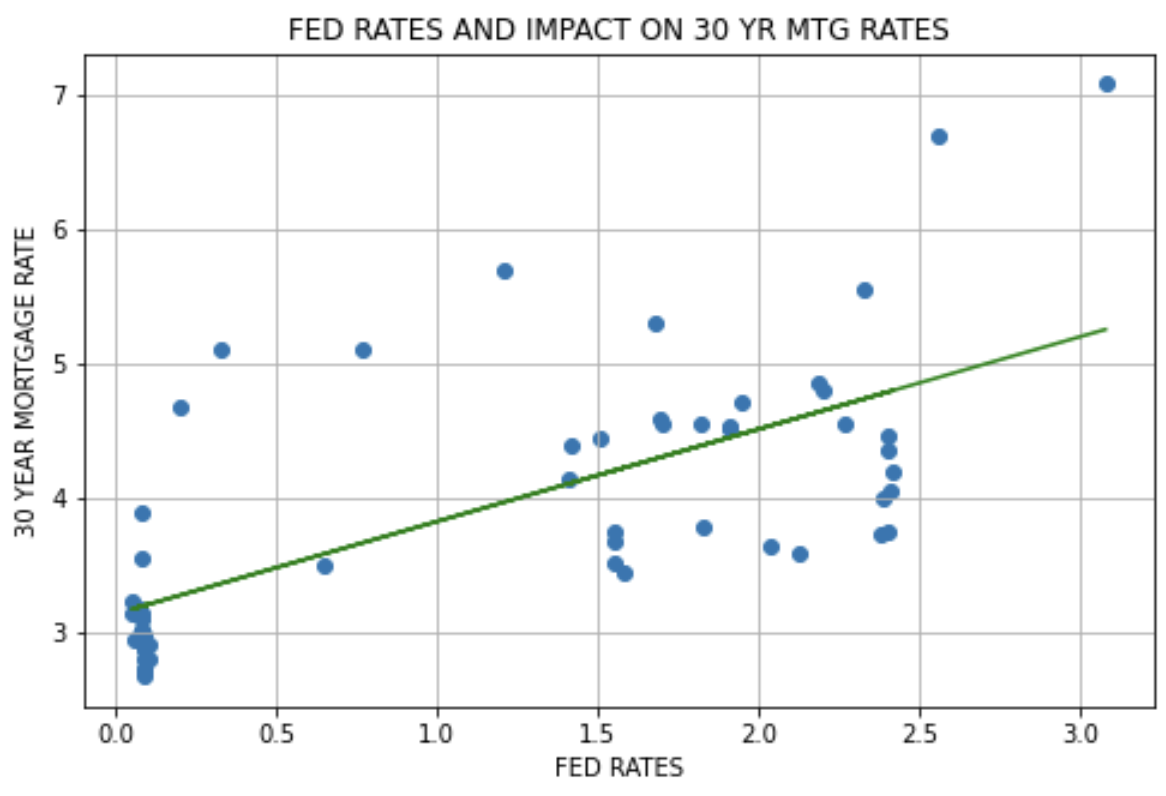 FED RATES AND IMPACT ON 30 YR MTG RATES
7
6
5
4
3
30 YEAR MORTGAGE RATE
0.0 0.5 1.0 1.5 2.0 2.5 3.0
FED RATES